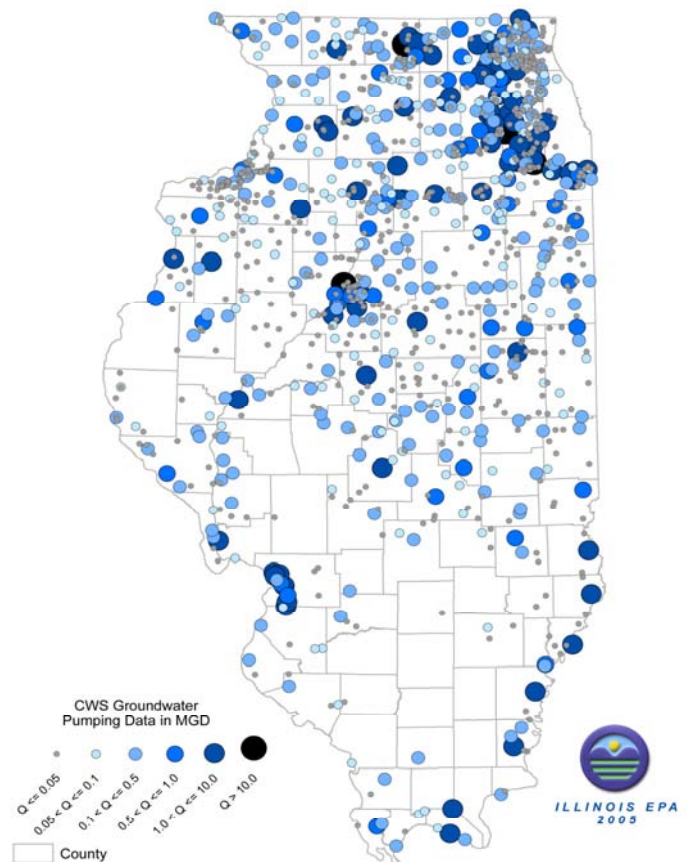 CWS Groundwater
Pumping Data in MGD
Q <= 0.05
0.05 < Q <= 0.1
0.1 < Q <= 0.5
0.5 < Q <= 1.0
1.0 < Q <= 10.0
Q > 10.0
County
ILLINOIS EPA
2005